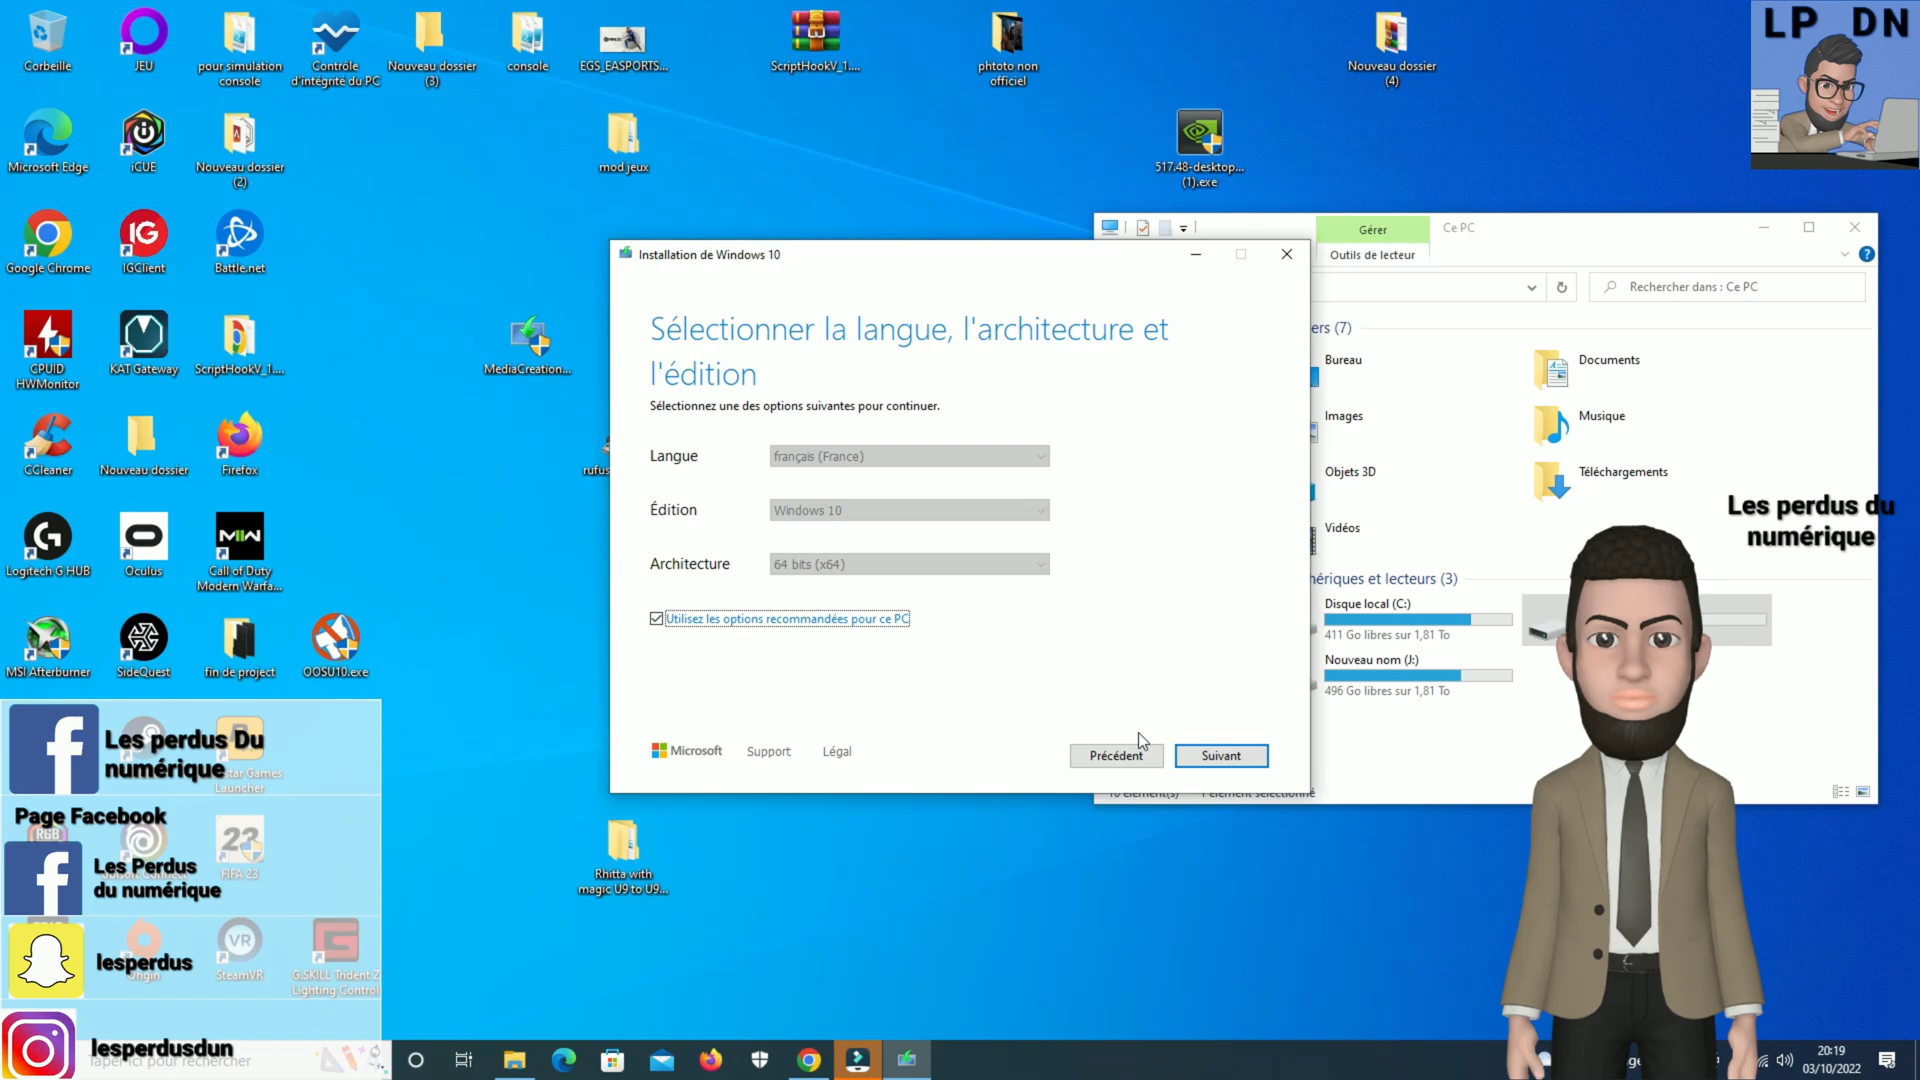 Corbeille
JEU
pour simulation
console
Contrôle
d'intégrité du PC
Nouveau dossier
(3)
console
EGS_EASPORTS...
ScriptHookV_1....
phtoto non
officiel
Nouveau dossier
(4)
LP DN
Microsoft Edge
iCUE
Nouveau dossier
(2)
mod jeux
517.48-desktop...
(1).exe
Google Chrome
IGClient
Battle.net
CPUID
HWMonitor
KAT Gateway
ScriptHookV_1....
MediaCreation...
CCleaner
Nouveau dossier
Firefox
rufus
Logitech G HUB
Oculus
Call of Duty
Modern Warfa...
MSI Afterburner
SideQuest
fin de project
OOSU10.exe
Gérer
Ce PC
Outils de lecteur
Rechercher dans : Ce PC
ers (7)
Bureau
Documents
Images
Musique
Objets 3D
Téléchargements
Vidéos
ériques et lecteurs (3)
Disque local (C:)
411 Go libres sur 1,81 To
Nouveau nom (J:)
496 Go libres sur 1,81 To
Installation de Windows 10
Sélectionner la langue, l'architecture et
l'édition
Sélectionnez une des options suivantes pour continuer.
Langue
français (France)
Édition
Windows 10
Architecture
64 bits (x64)
Utilisez les options recommandées pour ce PC
Microsoft
Support
Légal
Précédent
Suivant
Les perdus du
numérique
Les perdus Du
numérique
Launcher
Page Facebook
Les Perdus
du numérique
FIFA 23
lesperdus
Origin
SteamVR
G.SKILL Trident Z
Lighting Control
lesperdusdun
Rhitta with
magic U9 to U9...
20:19
03/10/2022